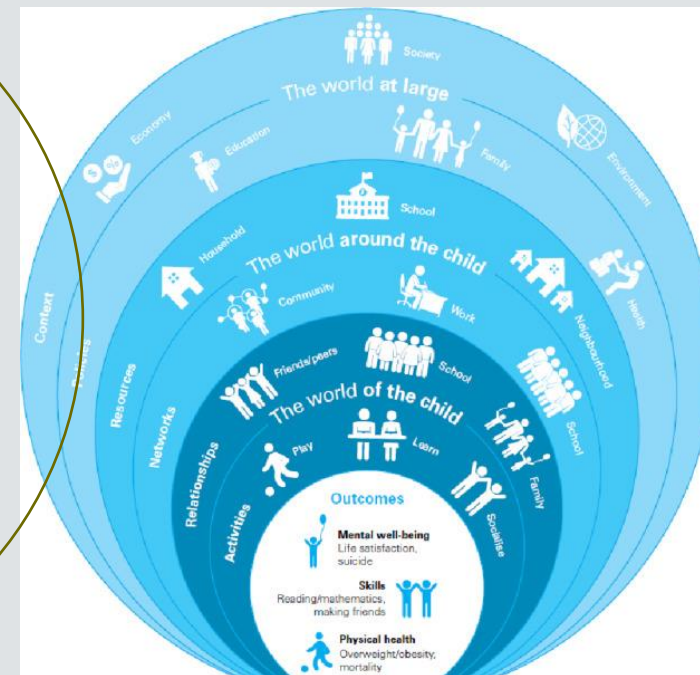 Society
The world at large
Economy
Education
Family
Environment
Health
Context
Policies
School
The world around the child
Household
Neighbourhood
Community
Work
School
Resources
Networks
School
Friends/peers
The world of the child
Family
Relationships
Play
Learn
Socialise
Activities
Outcomes
Mental well-being
Life satisfaction,
suicide
Skills
Reading/mathematics,
making friends
Physical health
Overweight/obesity,
mortality